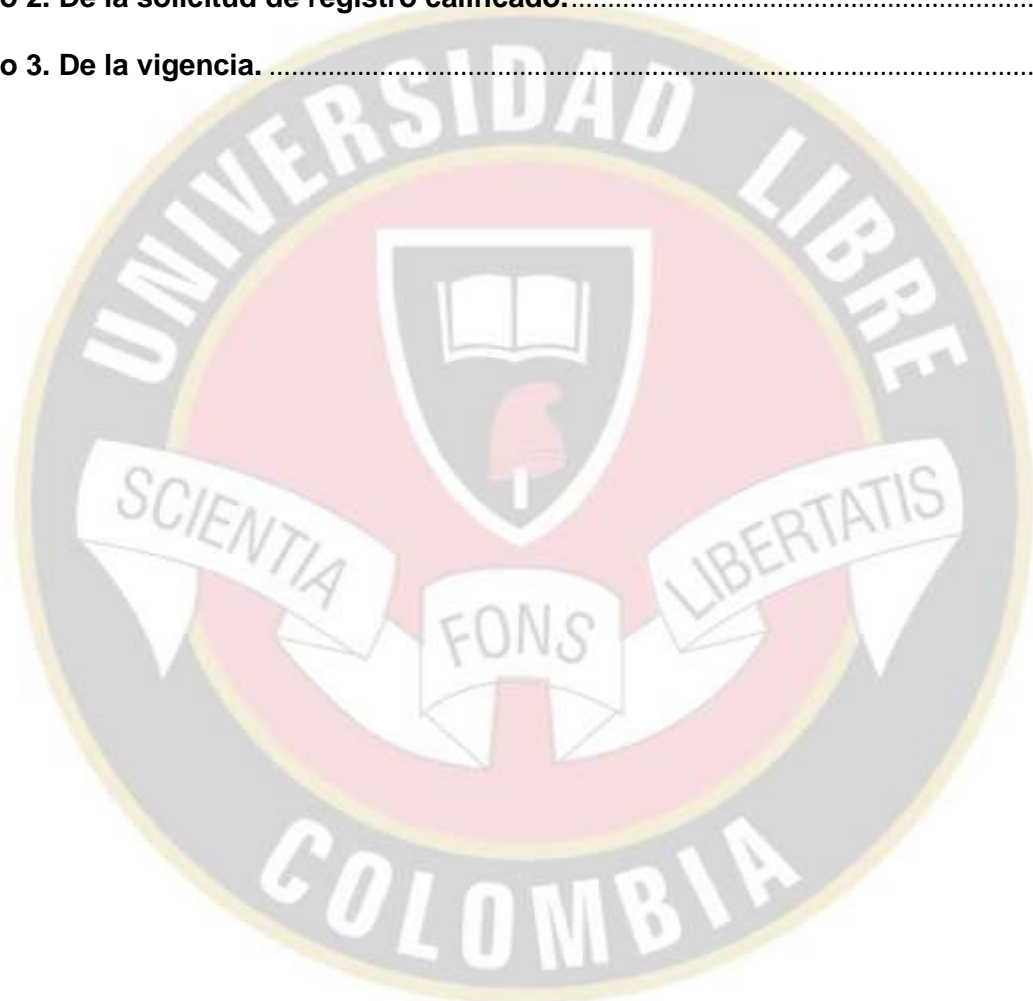 o 2. De la solicitud de registro calificado.
o 3. De la vigencia.
UNIVERSIDAD LIBRE
SCIENTIA
FONS
LIBERTATIS
COLOMBIA